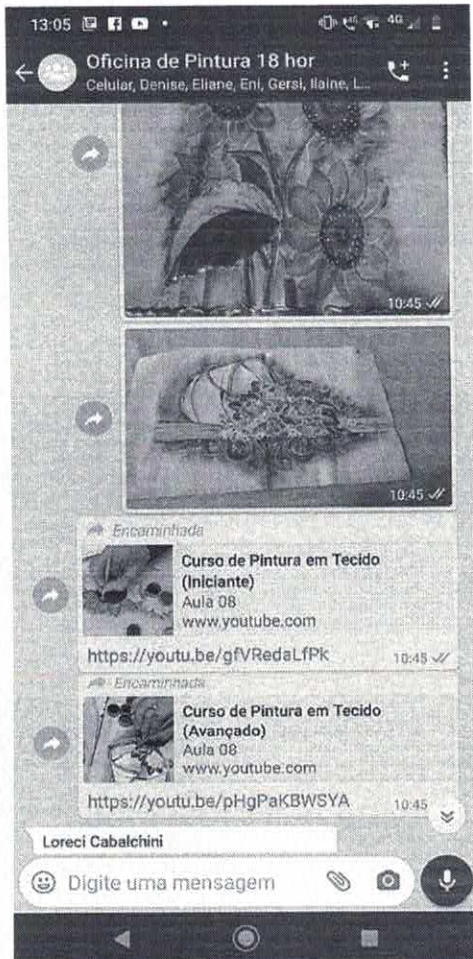 13:05
4G
Oficina de Pintura 18 hor
Celular, Denise, Eliane, Eni, Gersi, Ilaine, L...
10:45
10:45
Encaminhada
Curso de Pintura em Tecido
(Iniciante)
Aula 08
www.youtube.com
https://youtu.be/gfVRedaLfPk
10:45
Encaminhada
Curso de Pintura em Tecido
(Avançado)
Aula 08
www.youtube.com
https://youtu.be/pHgPaKBWSYA
10:45
Loreci Cabalchini
Digite uma mensagem